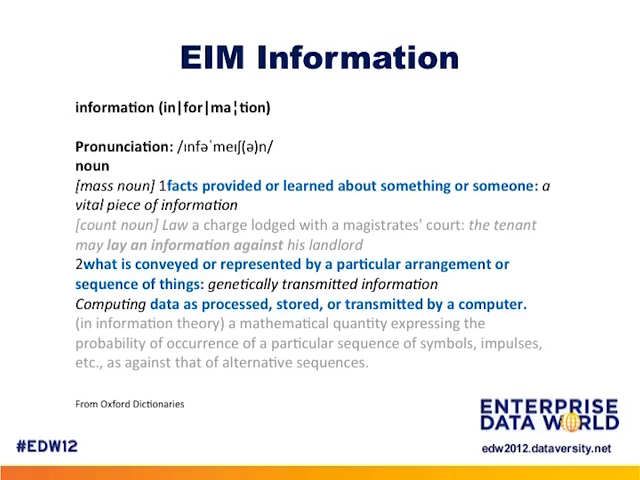 EIM Information
information (in|for|ma¦tion)
Pronunciation: /ɪnfəˈmeɪʃ(ə)n/
noun
[mass noun] 1facts provided or learned about something or someone: a
vital piece of information
[count noun] Law a charge lodged with a magistrates' court: the tenant
may lay an information against his landlord
2what is conveyed or represented by a particular arrangement or
sequence of things: genetically transmitted information
Computing data as processed, stored, or transmitted by a computer.
(in information theory) a mathematical quantity expressing the
probability of occurrence of a particular sequence of symbols, impulses,
etc., as against that of alternative sequences.
From Oxford Dictionaries
ENTERPRISE
DATA WORLD
#EDW12
edw2012.dataversity.net